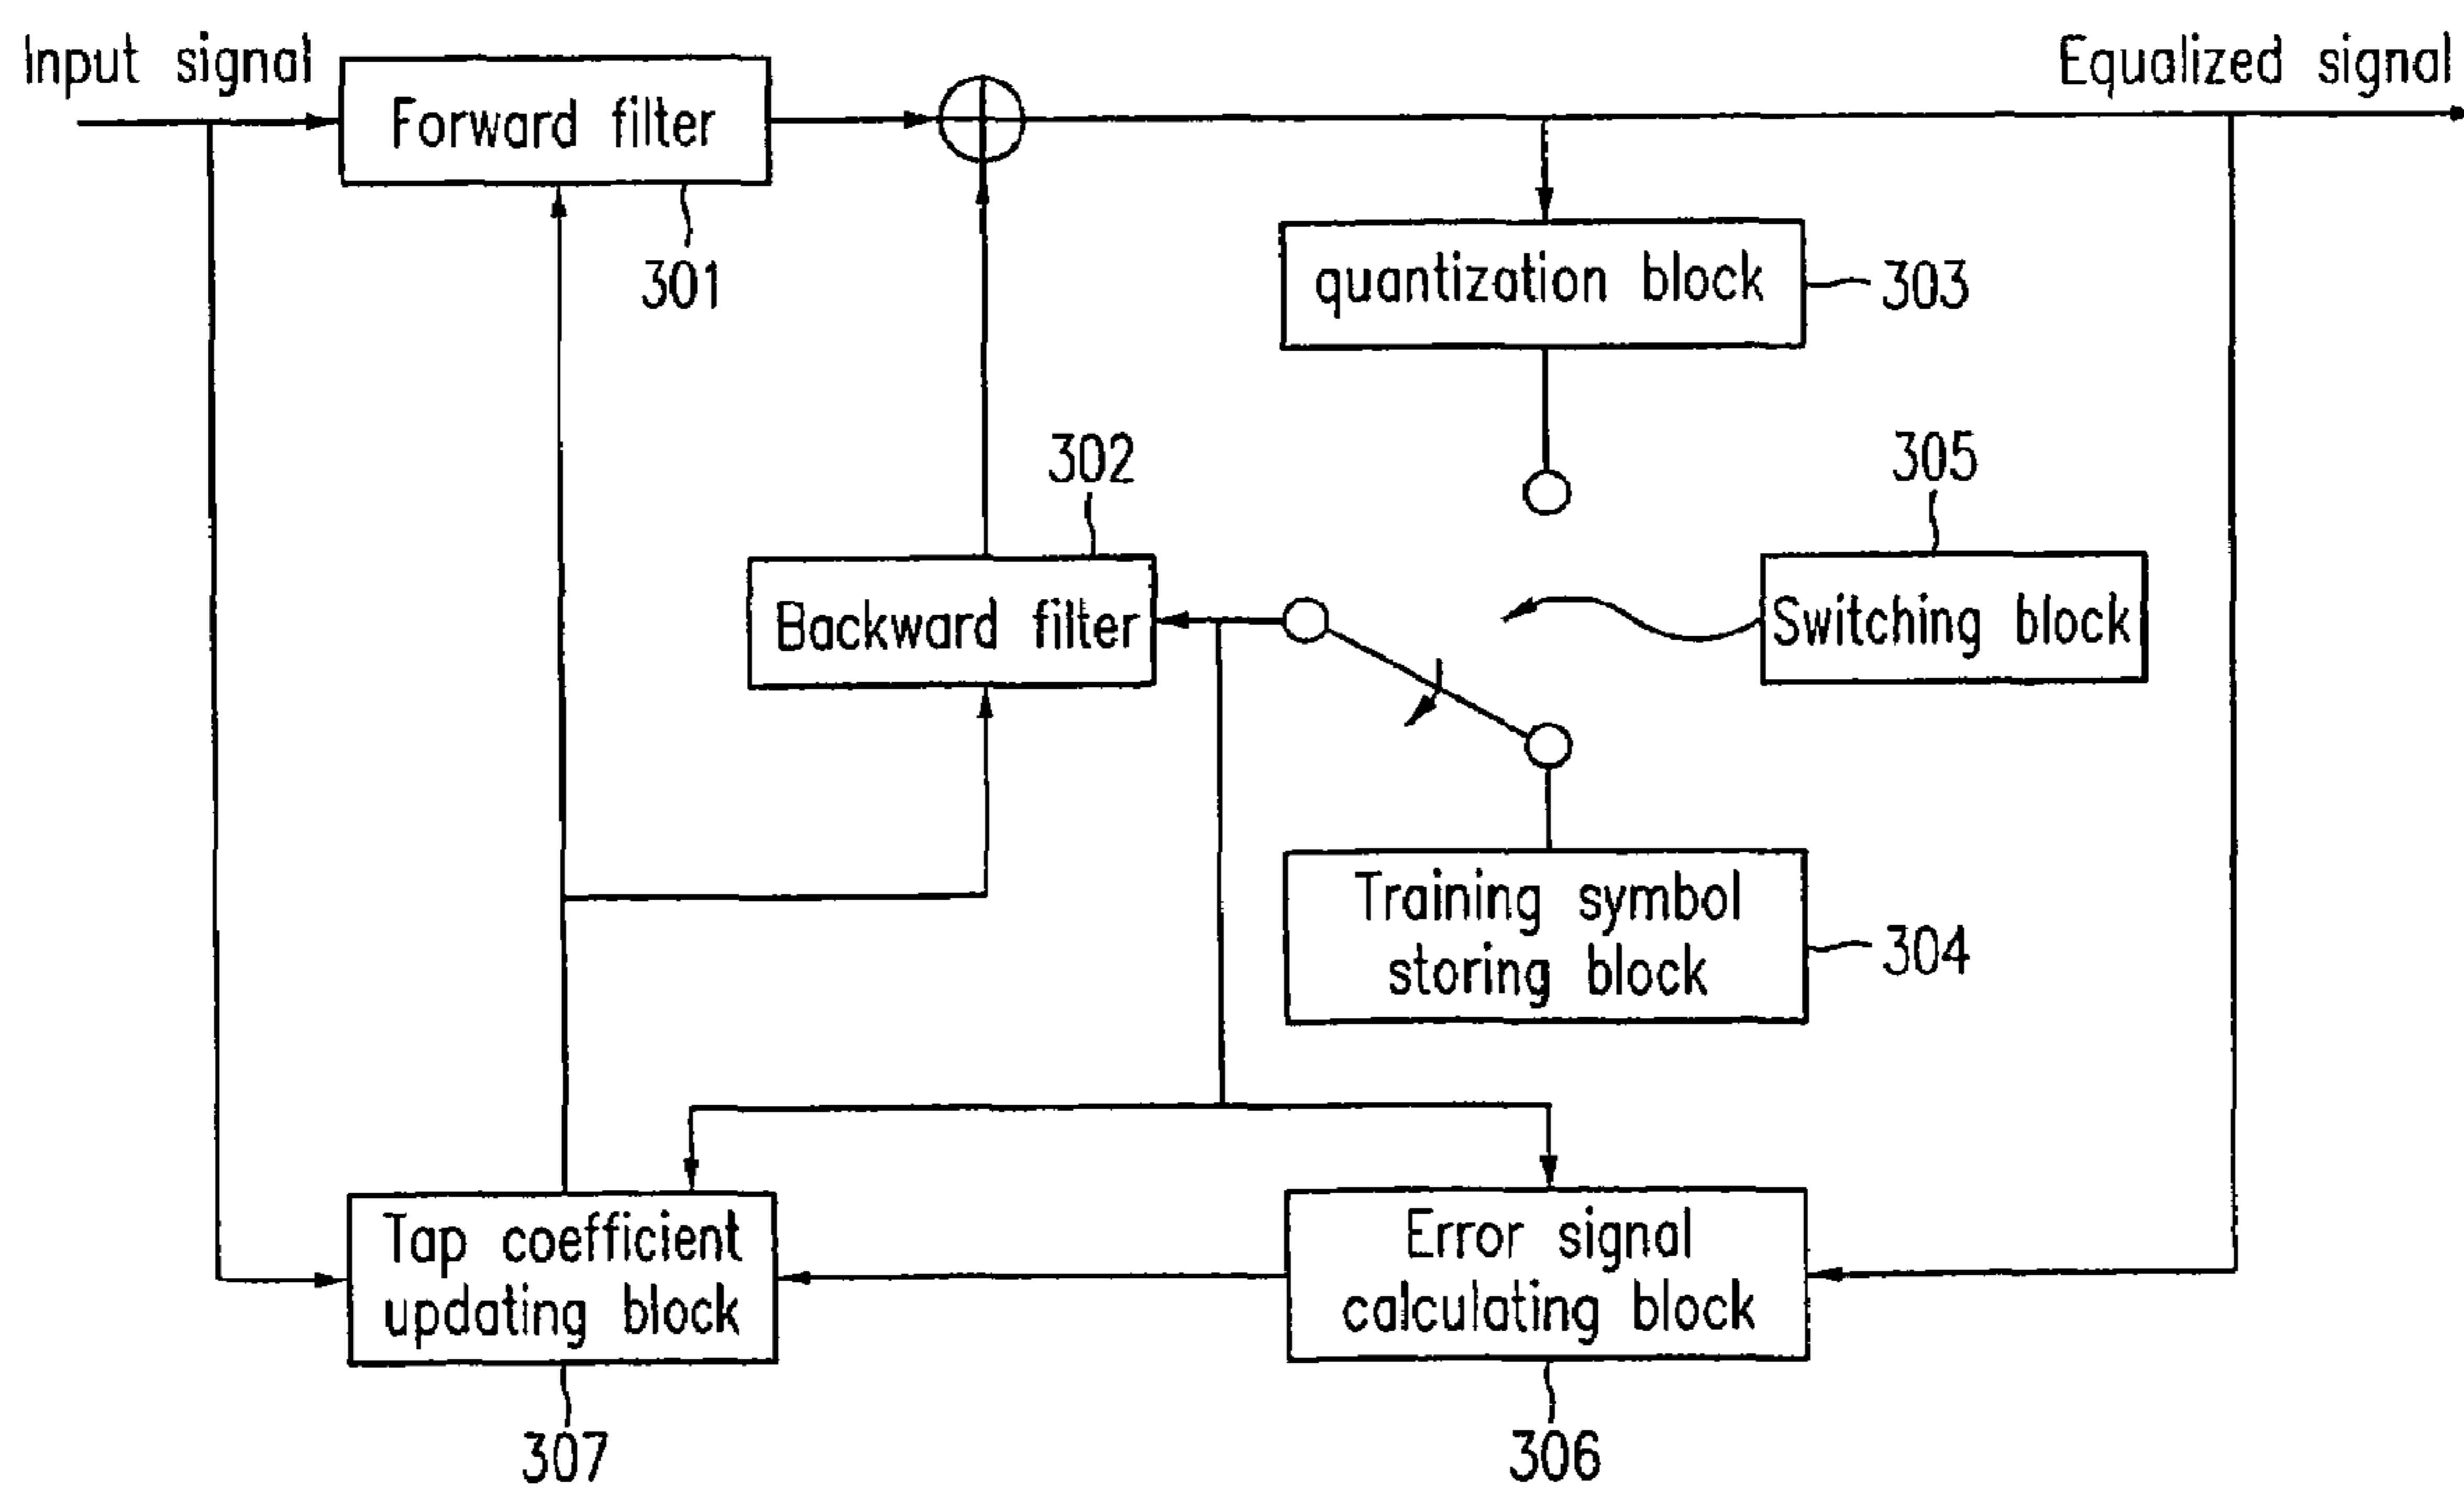 Input signal
Equalized signal
Forward filter
301
quantization block
303
302
305
Backward filter
Switching block
Training symbol
storing block
304
Tap coefficient
updating block
Error signal
calculating block
307
306